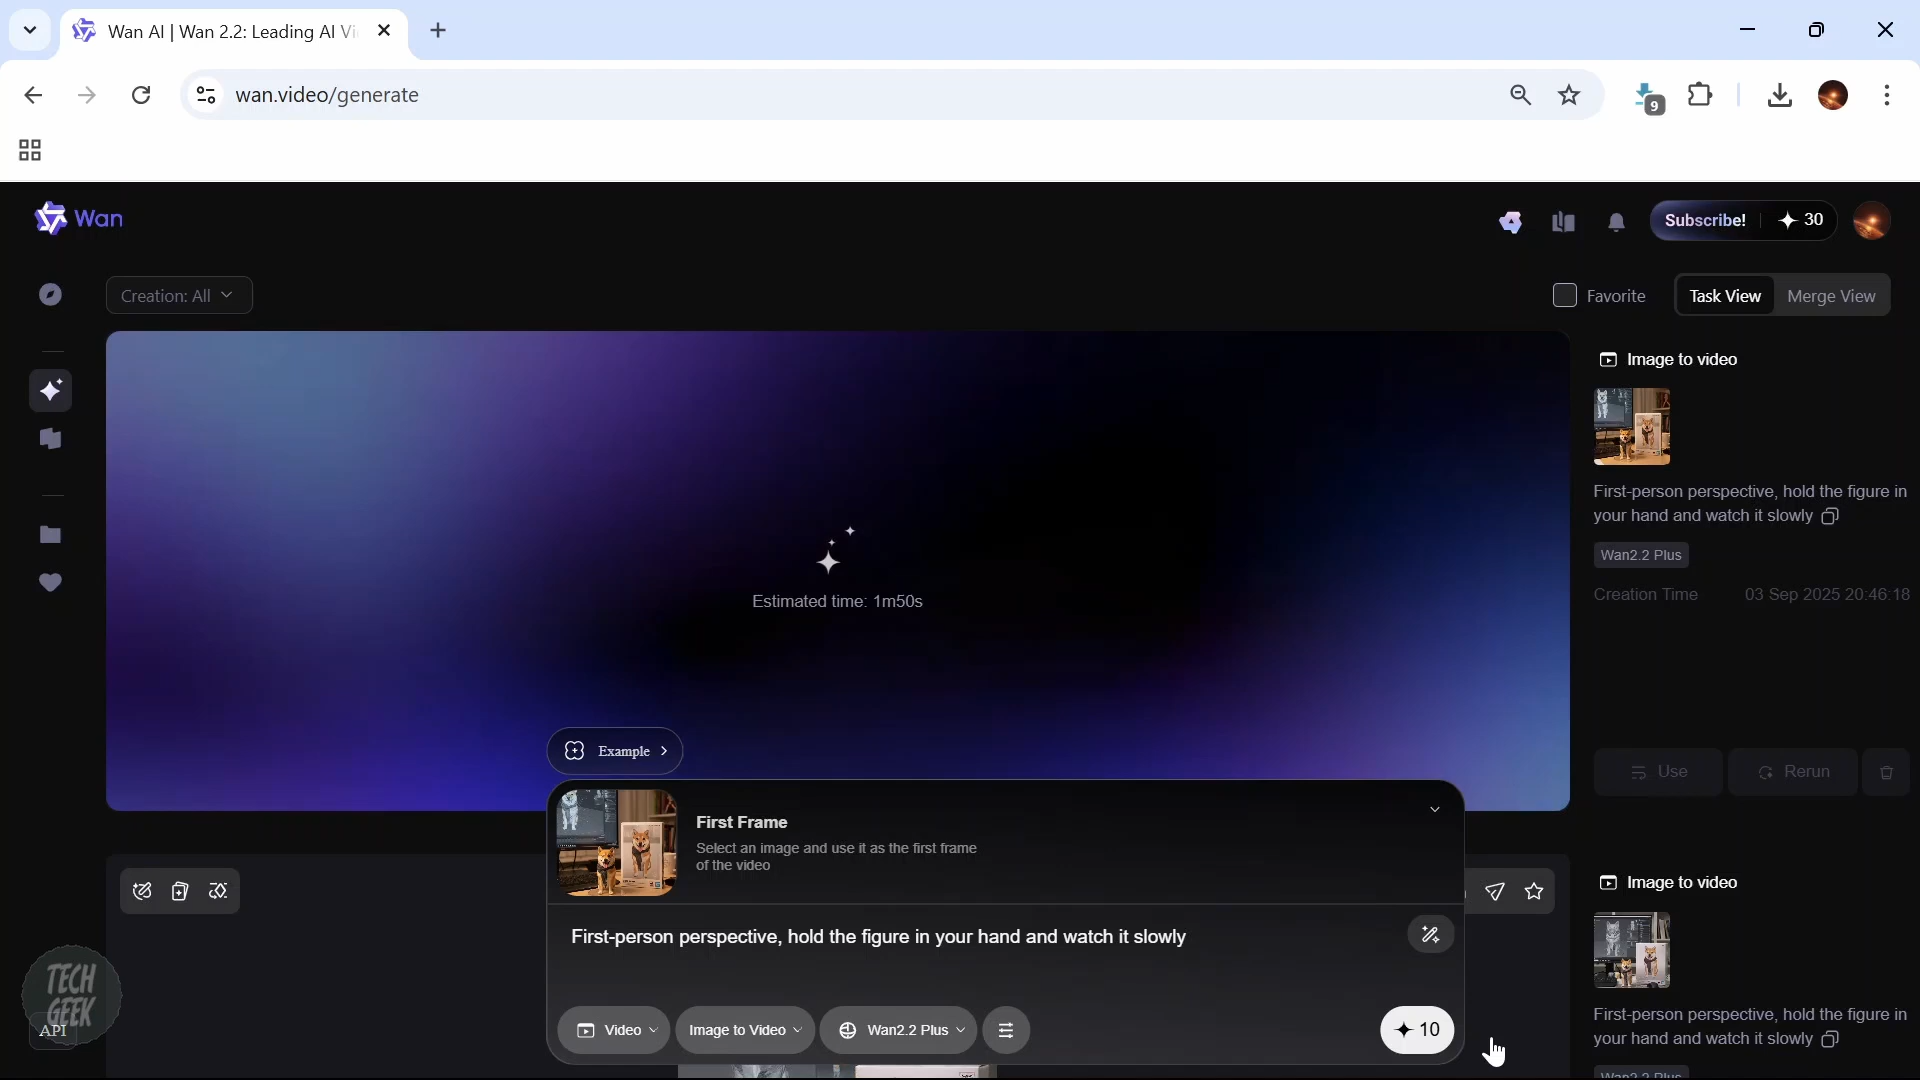 Wan AI | Wan 2.2: Leading AI Vi
wan.video/generate
9
Wan
Subscribe!
30
Creation: All
Favorite
Task View
Merge View
Estimated time: 1m50s
Image to video
First-person perspective, hold the figure in
your hand and watch it slowly
Wan2.2 Plus
Creation Time
03 Sep 2025 20:46:18
Use
Rerun
Example
First Frame
Select an image and use it as the first frame
of the video
First-person perspective, hold the figure in your hand and watch it slowly
Video
Image to Video
Wan2.2 Plus
10
Image to video
First-person perspective, hold the figure in
your hand and watch it slowly
Wan2.2 Plus
TECH
GEEK
API